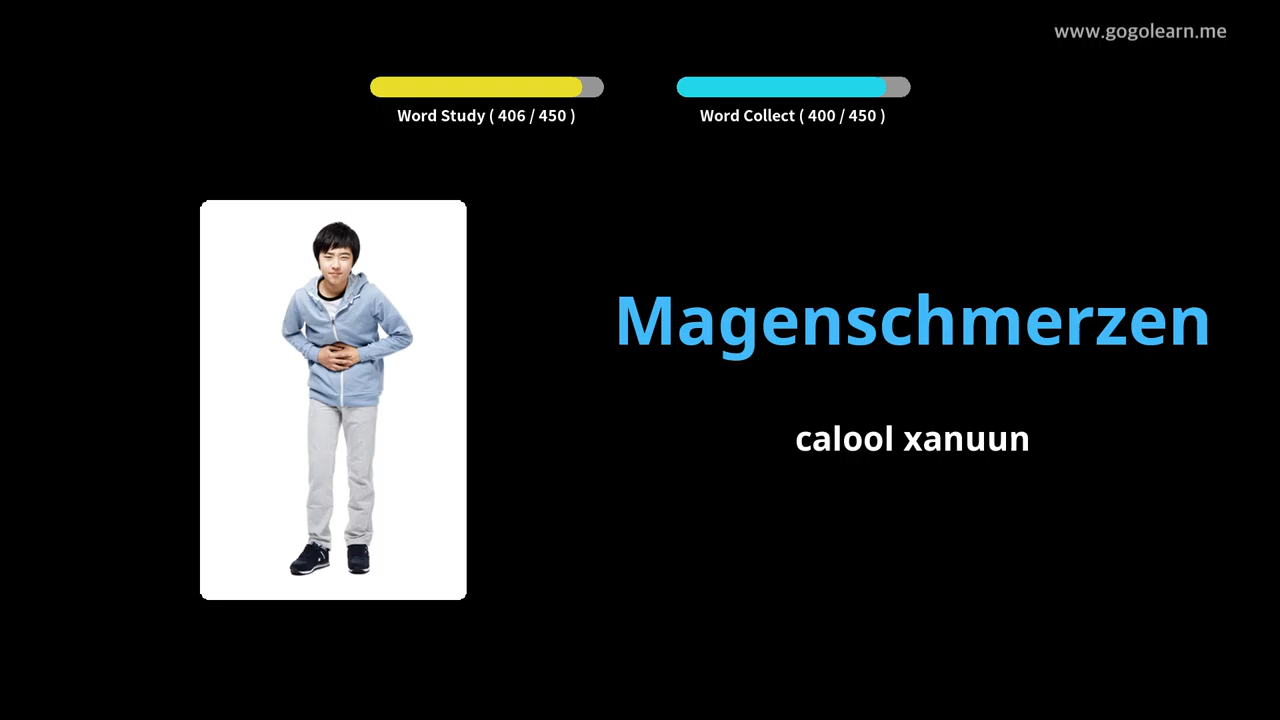 www.gogolearn.me
Word Study ( 406 / 450 )
Word Collect ( 400 / 450 )
Magenschmerzen
calool xanuun